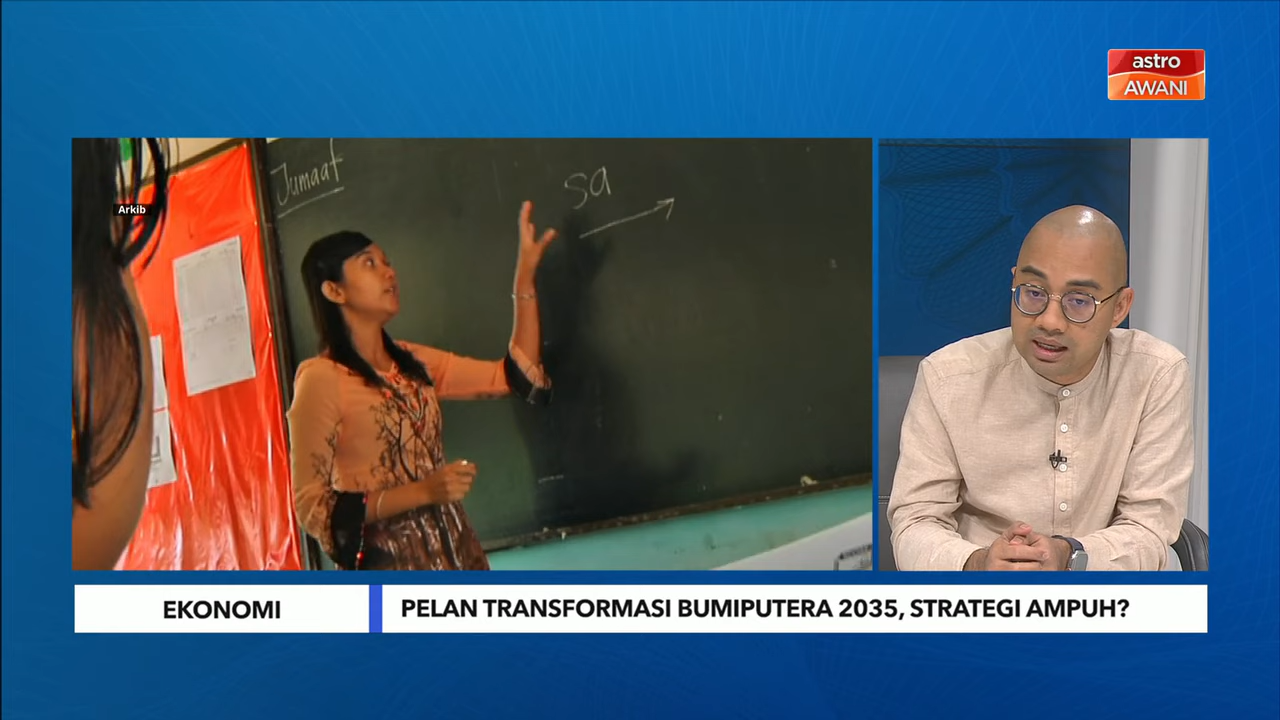 astro
AWANI
Arkib
Jumaat
sa
EKONOMI
PELAN TRANSFORMASI BUMIPUTERA 2035, STRATEGI AMPUH?